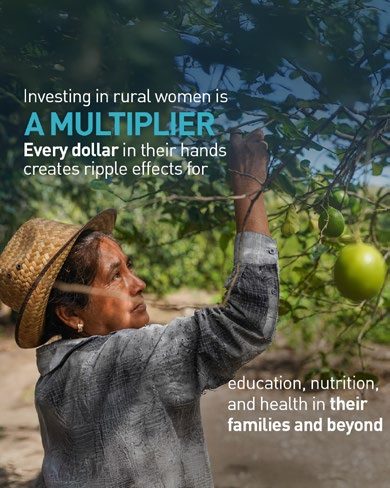 Investing in rural women is
A MULTIPLIER
Every dollar in their hands
creates ripple effects for
education, nutrition,
and health in their
families and beyond